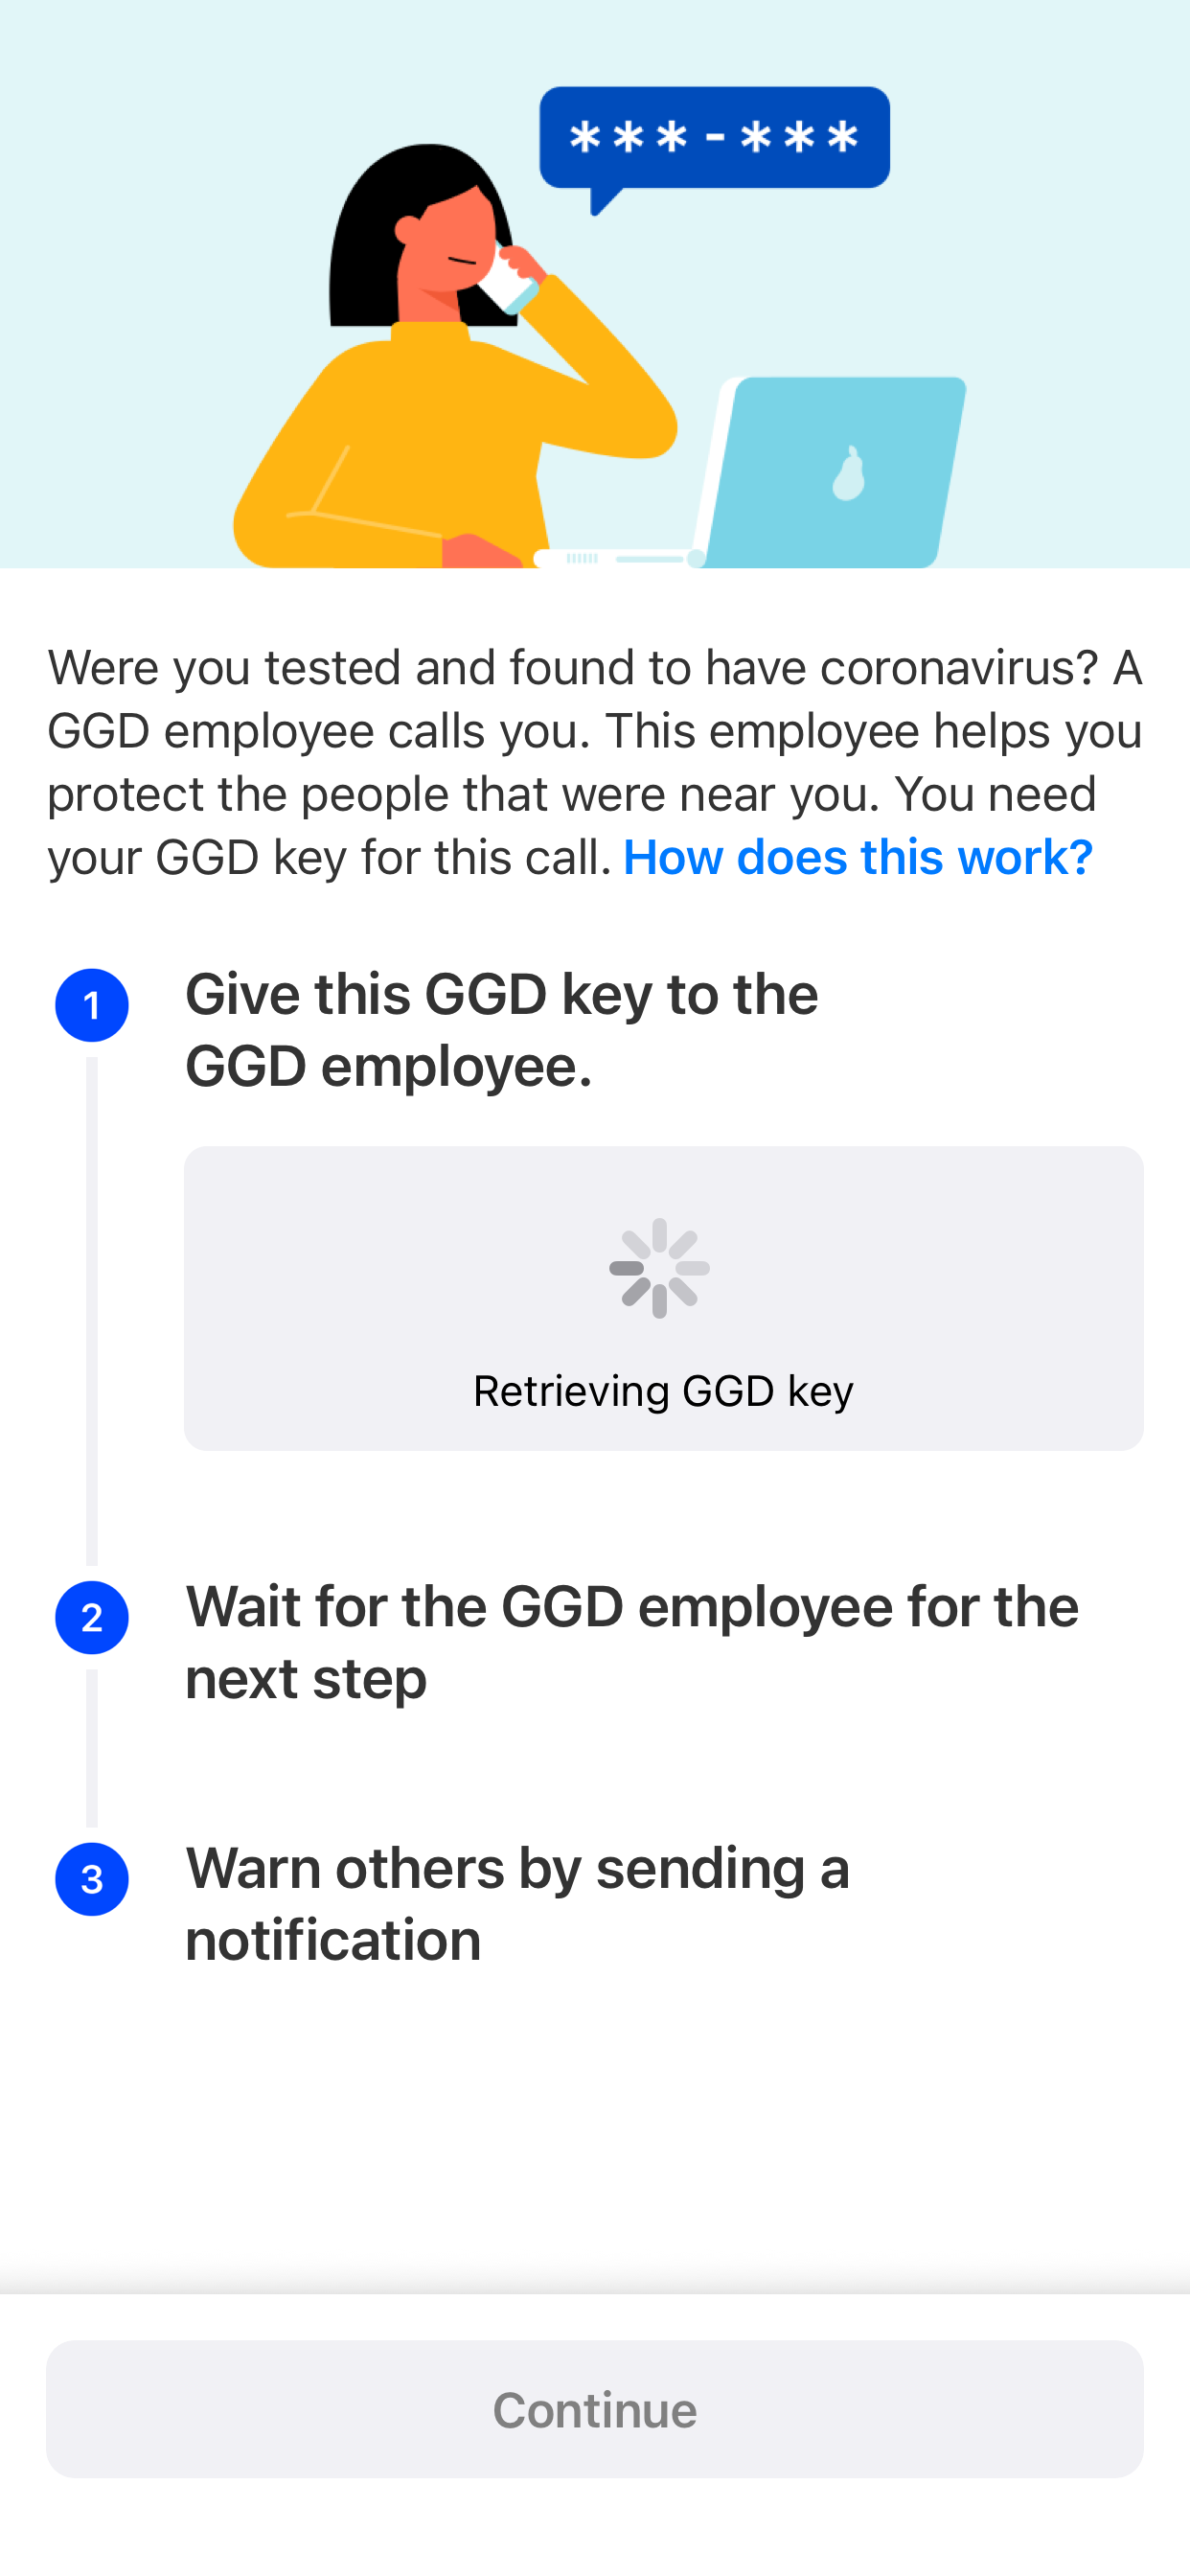 ***-***
Were you tested and found to have coronavirus? A
GGD employee calls you. This employee helps you
protect the people that were near you. You need
your GGD key for this call. How does this work?
1
Give this GGD key to the
GGD employee.
Retrieving GGD key
2
Wait for the GGD employee for the
next step
3
Warn others by sending a
notification
Continue